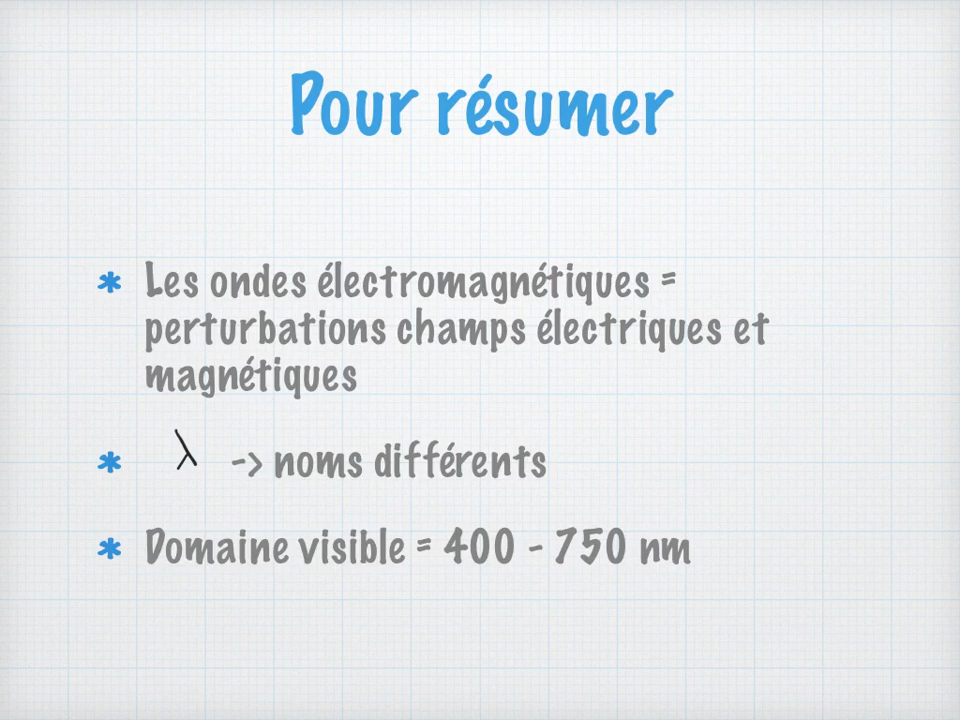 Pour résumer
* Les ondes électromagnétiques =
perturbations champs électriques et
magnétiques
* λ -> noms différents
* Domaine visible = 400 - 750 nm